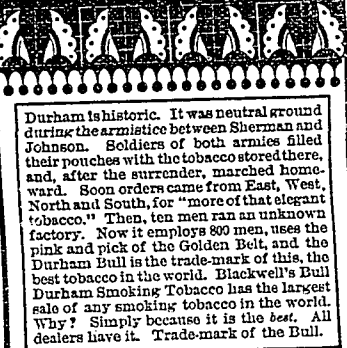 Durham is historic. It was neutral ground
during the armistice between Sherman and
Johnson. Soldiers of both armies filled
their pouches with the tobacco stored there,
and, after the surrender, marched home-
ward. Soon orders came from East, West,
North and South, for "more of that elegant
tobacco." Then, ten men ran an unknown
factory. Now it employs 800 men, uses the
pink and pick of the Golden Belt, and the
Durham Bull is the trade-mark of this, the
best tobacco in the world. Blackwell's Bull
Durham Smoking Tobacco has the largest
sale of any smoking tobacco in the world.
Why? Simply because it is the best. All
dealers have it. Trade-mark of the Bull.